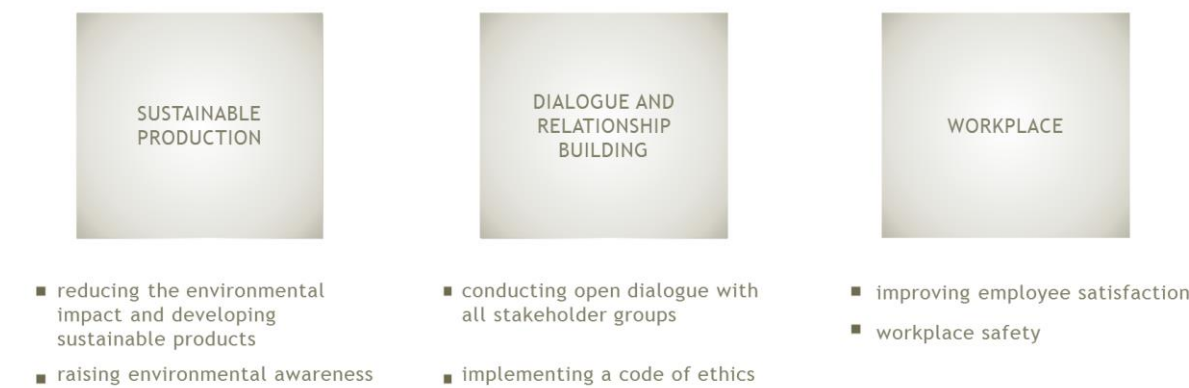 SUSTAINABLE
PRODUCTION
DIALOGUE AND
RELATIONSHIP
BUILDING
WORKPLACE
reducing the environmental
impact and developing
sustainable products
raising environmental awareness
conducting open dialogue with
all stakeholder groups
implementing a code of ethics
improving employee satisfaction
workplace safety